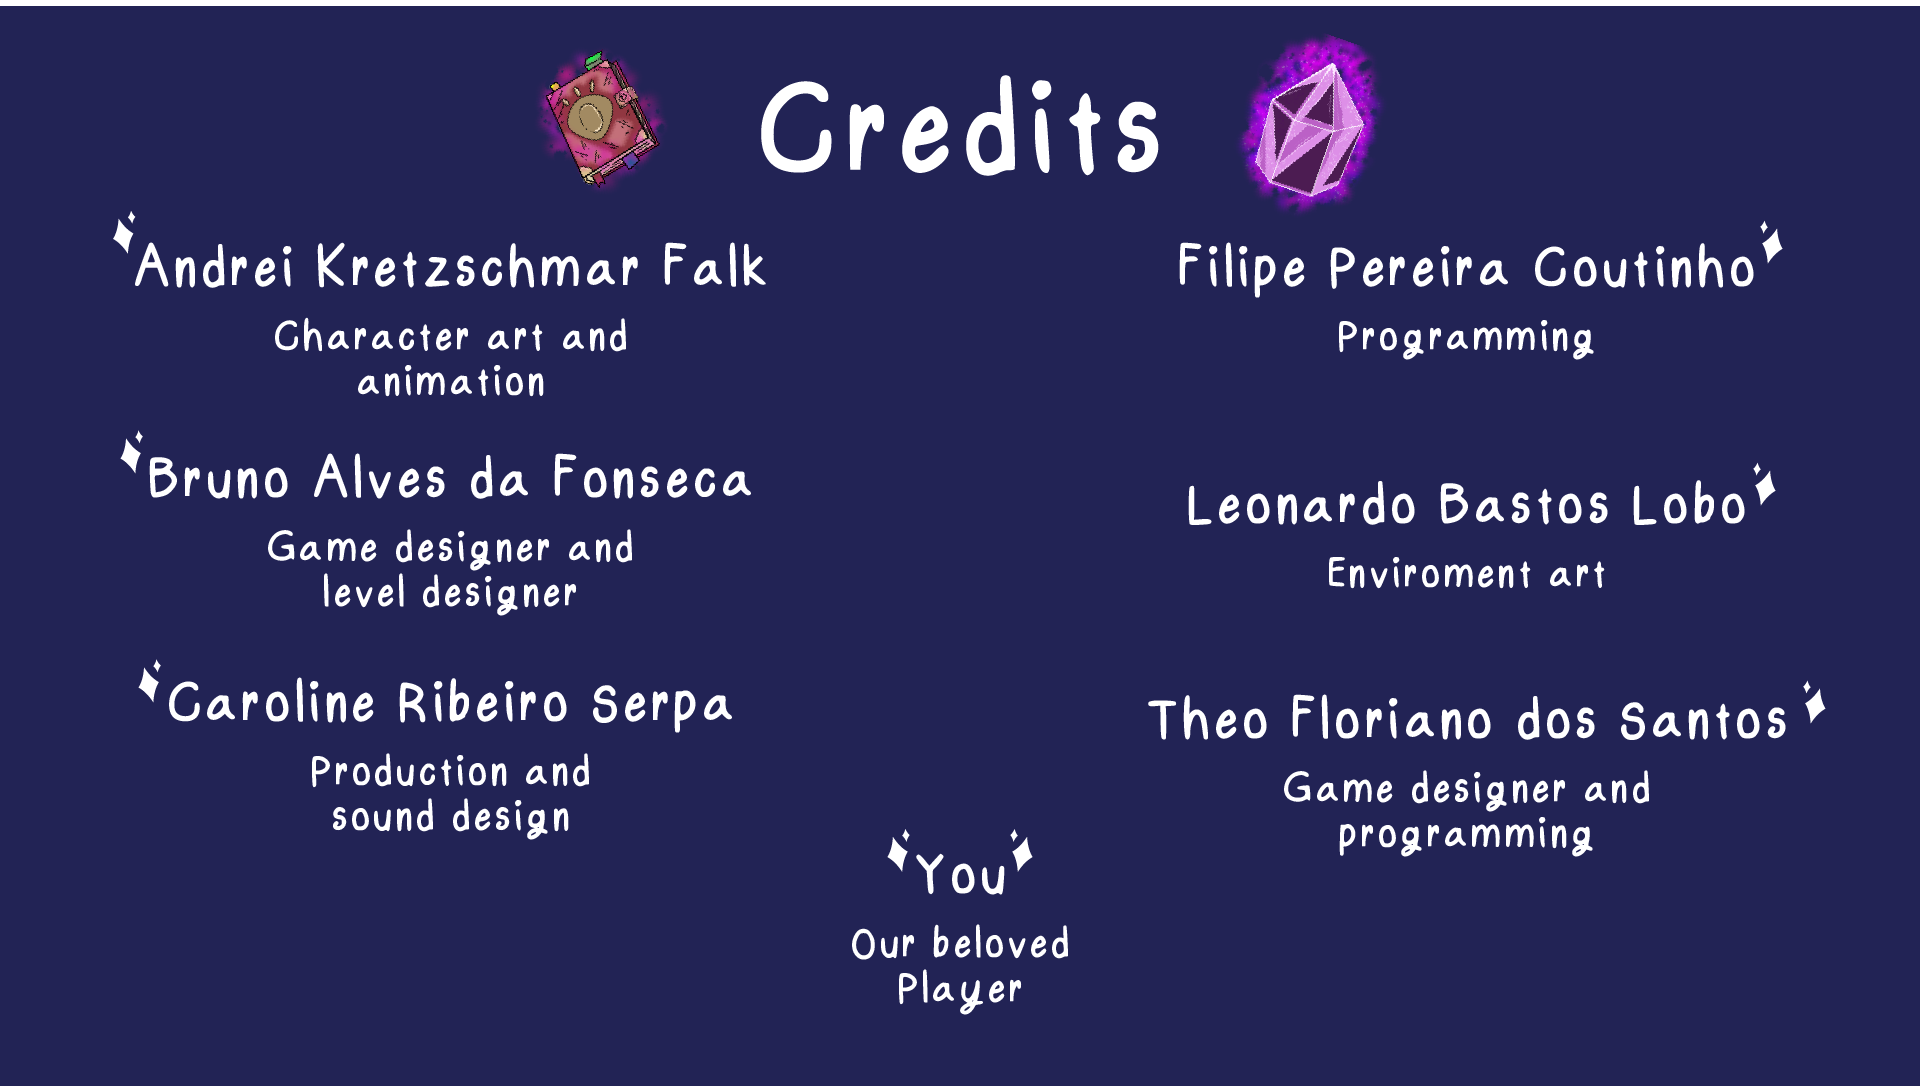 Credits
Andrei Kretzschmar Falk
Character art and
animation
Bruno Alves da Fonseca
Game designer and
level designer
Caroline Ribeiro Serpa
Production and
sound design
Filipe Pereira Coutinho
Programming
Leonardo Bastos Lobo
Enviroment art
Theo Floriano dos Santos
Game designer and
programming
You
Our beloved
Player